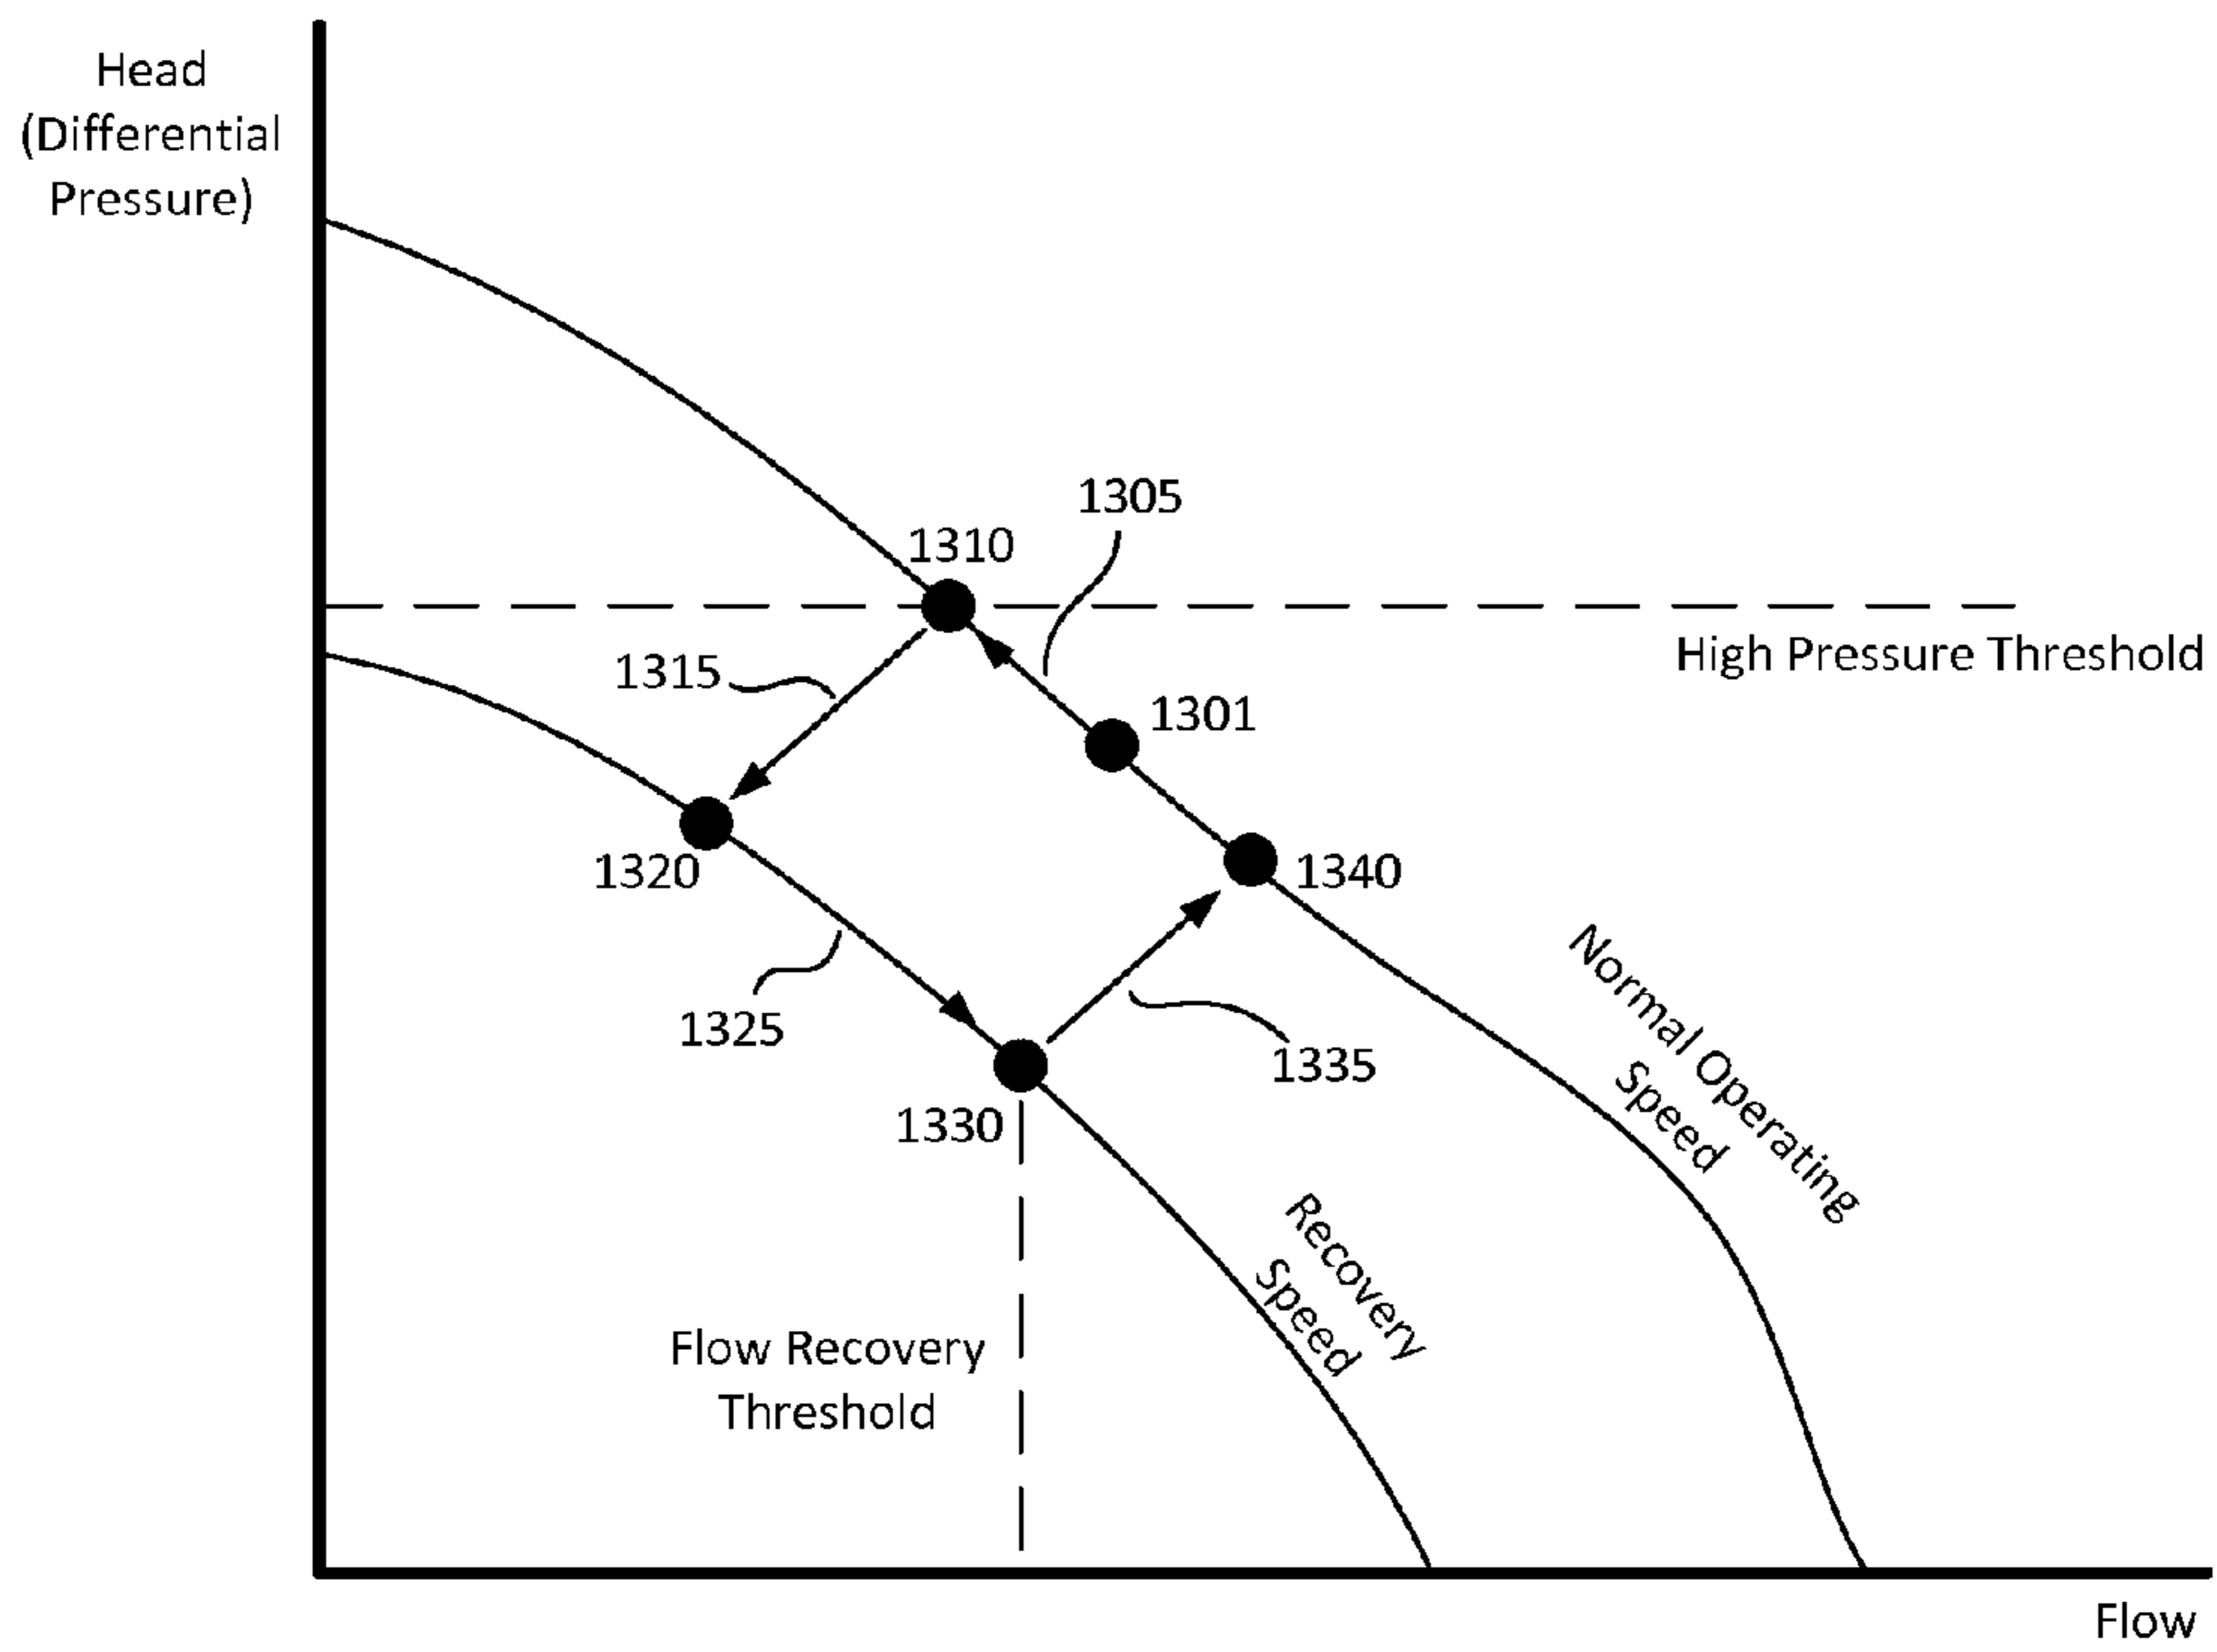 Head
(Differential
Pressure)
1305
1310
High Pressure Threshold
1315
1301
1320
1340
1325
1335
1330
Normal Operating
Speed
Recovery
Speed
Flow Recovery
Threshold
Flow